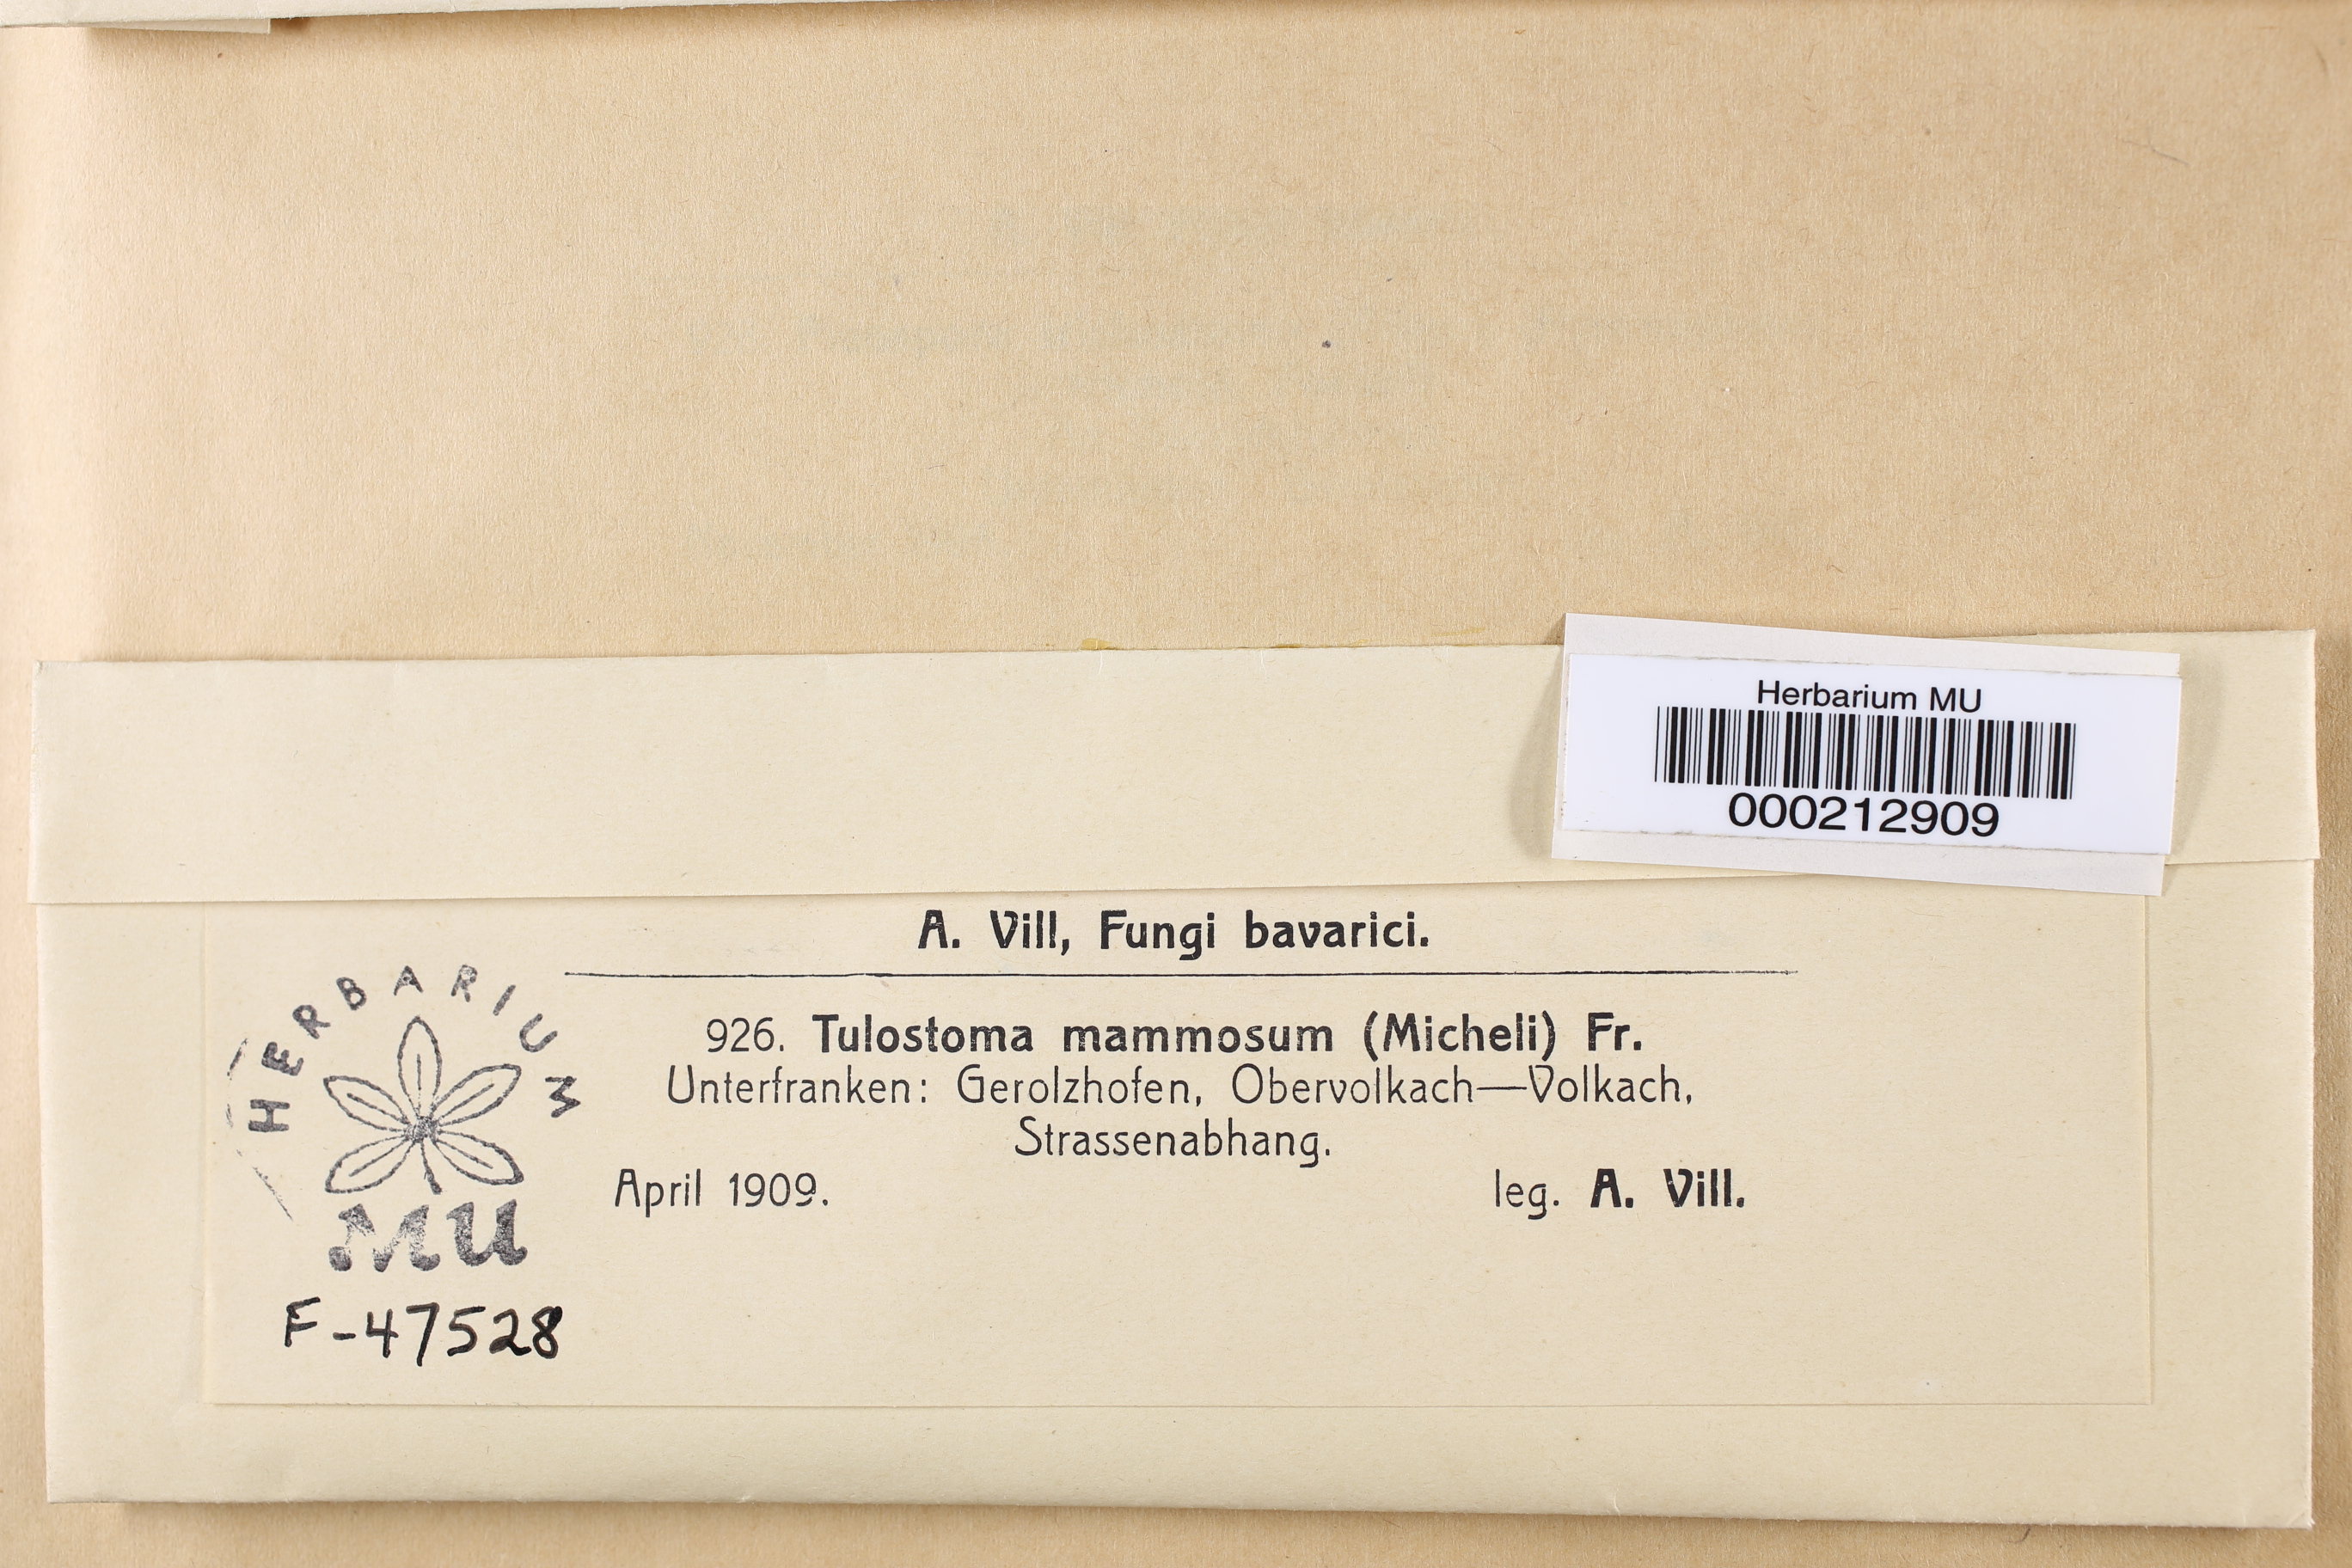 Herbarium MU
000212909
A. Vill, Fungi bavarici.
926. Tulostoma mammosum (Micheli) Fr.
Unterfranken: Gerolzhofen, Obervolkach—Volkach,
Strassenabhang.
April 1909. leg. A. Vill.
HERBARIUM
MU
F-47528